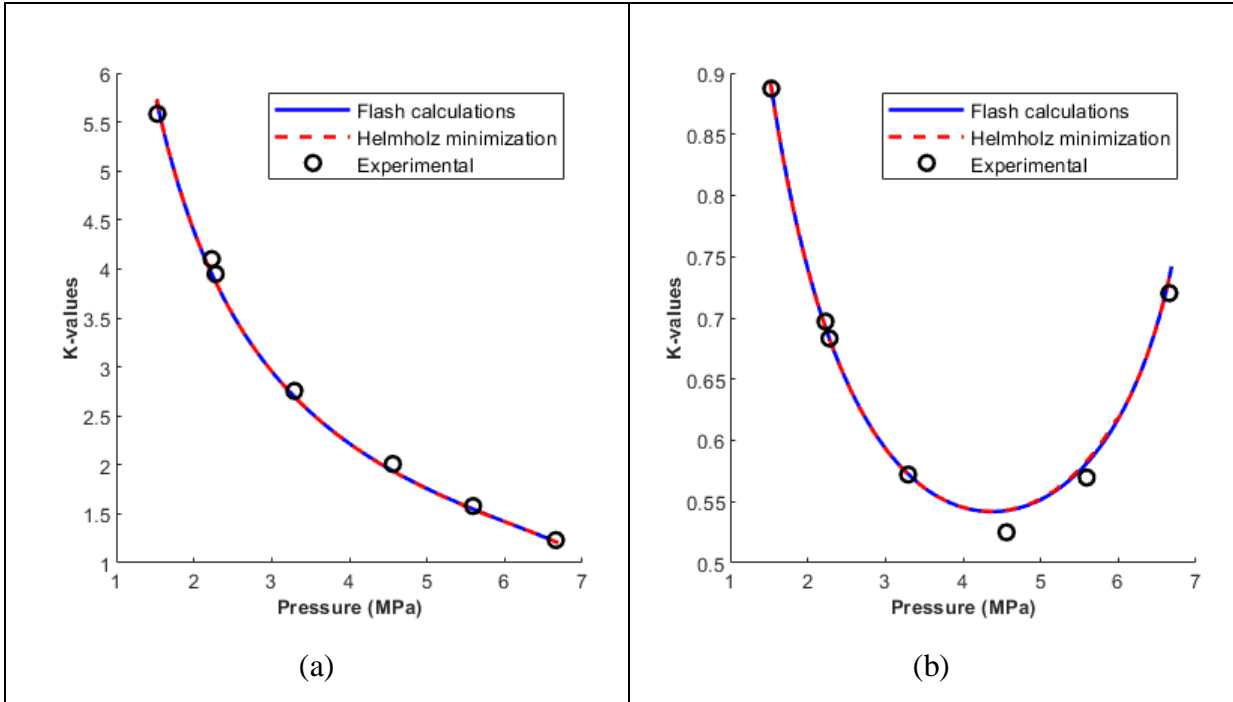 6
5.5
5
4.5
4
3.5
3
2.5
2
1.5
1
K-values
Flash calculations
Helmholz minimization
Experimental
1 2 3 4 5 6 7
Pressure (MPa)
(a)
0.9
0.85
0.8
0.75
0.7
0.65
0.6
0.55
0.5
K-values
Flash calculations
Helmholz minimization
Experimental
1 2 3 4 5 6 7
Pressure (MPa)
(b)